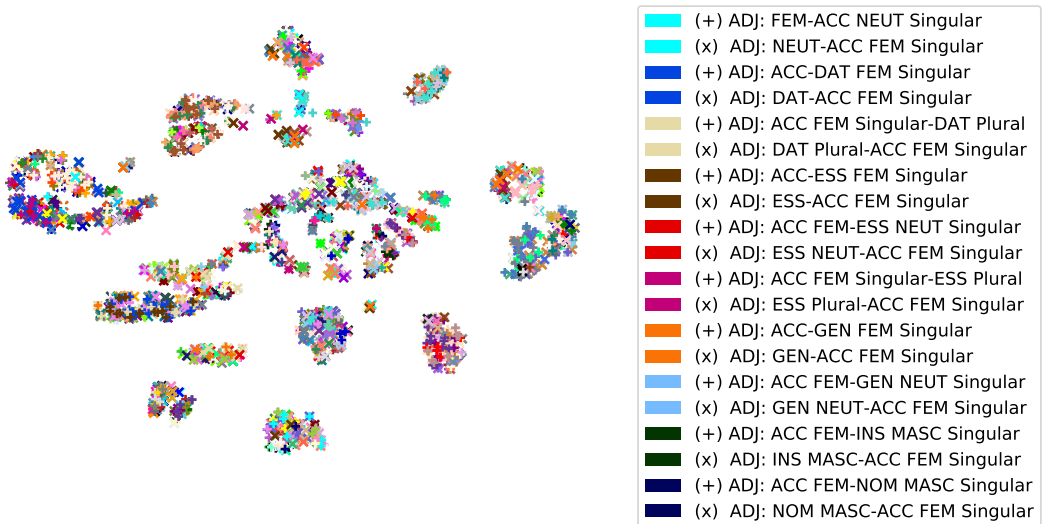 (+) ADJ: FEM-ACC NEUT Singular
(x) ADJ: NEUT-ACC FEM Singular
(+) ADJ: ACC-DAT FEM Singular
(x) ADJ: DAT-ACC FEM Singular
(+) ADJ: ACC FEM Singular-DAT Plural
(x) ADJ: DAT Plural-ACC FEM Singular
(+) ADJ: ACC-ESS FEM Singular
(x) ADJ: ESS-ACC FEM Singular
(+) ADJ: ACC FEM-ESS NEUT Singular
(x) ADJ: ESS NEUT-ACC FEM Singular
(+) ADJ: ACC FEM Singular-ESS Plural
(x) ADJ: ESS Plural-ACC FEM Singular
(+) ADJ: ACC-GEN FEM Singular
(x) ADJ: GEN-ACC FEM Singular
(+) ADJ: ACC FEM-GEN NEUT Singular
(x) ADJ: GEN NEUT-ACC FEM Singular
(+) ADJ: ACC FEM-INS MASC Singular
(x) ADJ: INS MASC-ACC FEM Singular
(+) ADJ: ACC FEM-NOM MASC Singular
(x) ADJ: NOM MASC-ACC FEM Singular